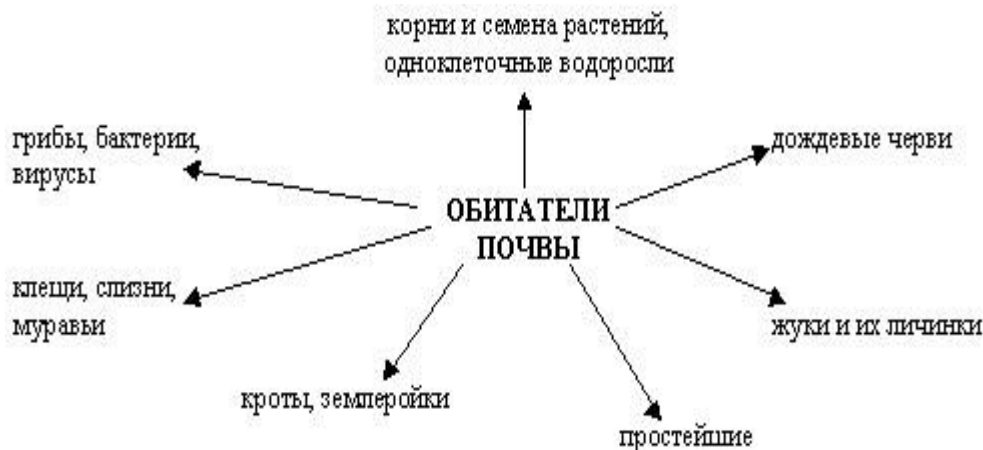 корни и семена растений,
одноклеточные водоросли
грибы, бактерии,
вирусы
дождевые черви
ОБИТАТЕЛИ
ПОЧВЫ
клещи, слизни,
муравьи
жуки и их личинки
кроты, землеройки
простейшие